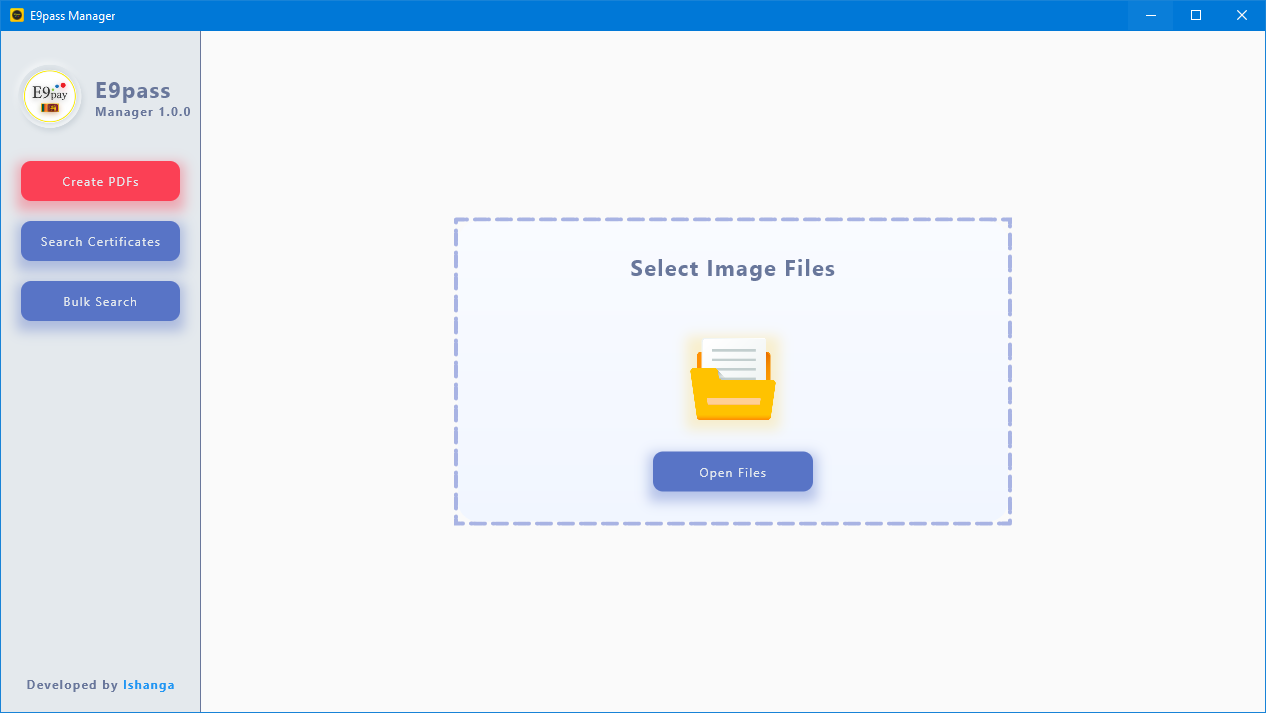 E9pass Manager
E9pay
E9pass
Manager 1.0.0
Create PDFs
Search Certificates
Bulk Search
Select Image Files
Open Files
Developed by Ishanga